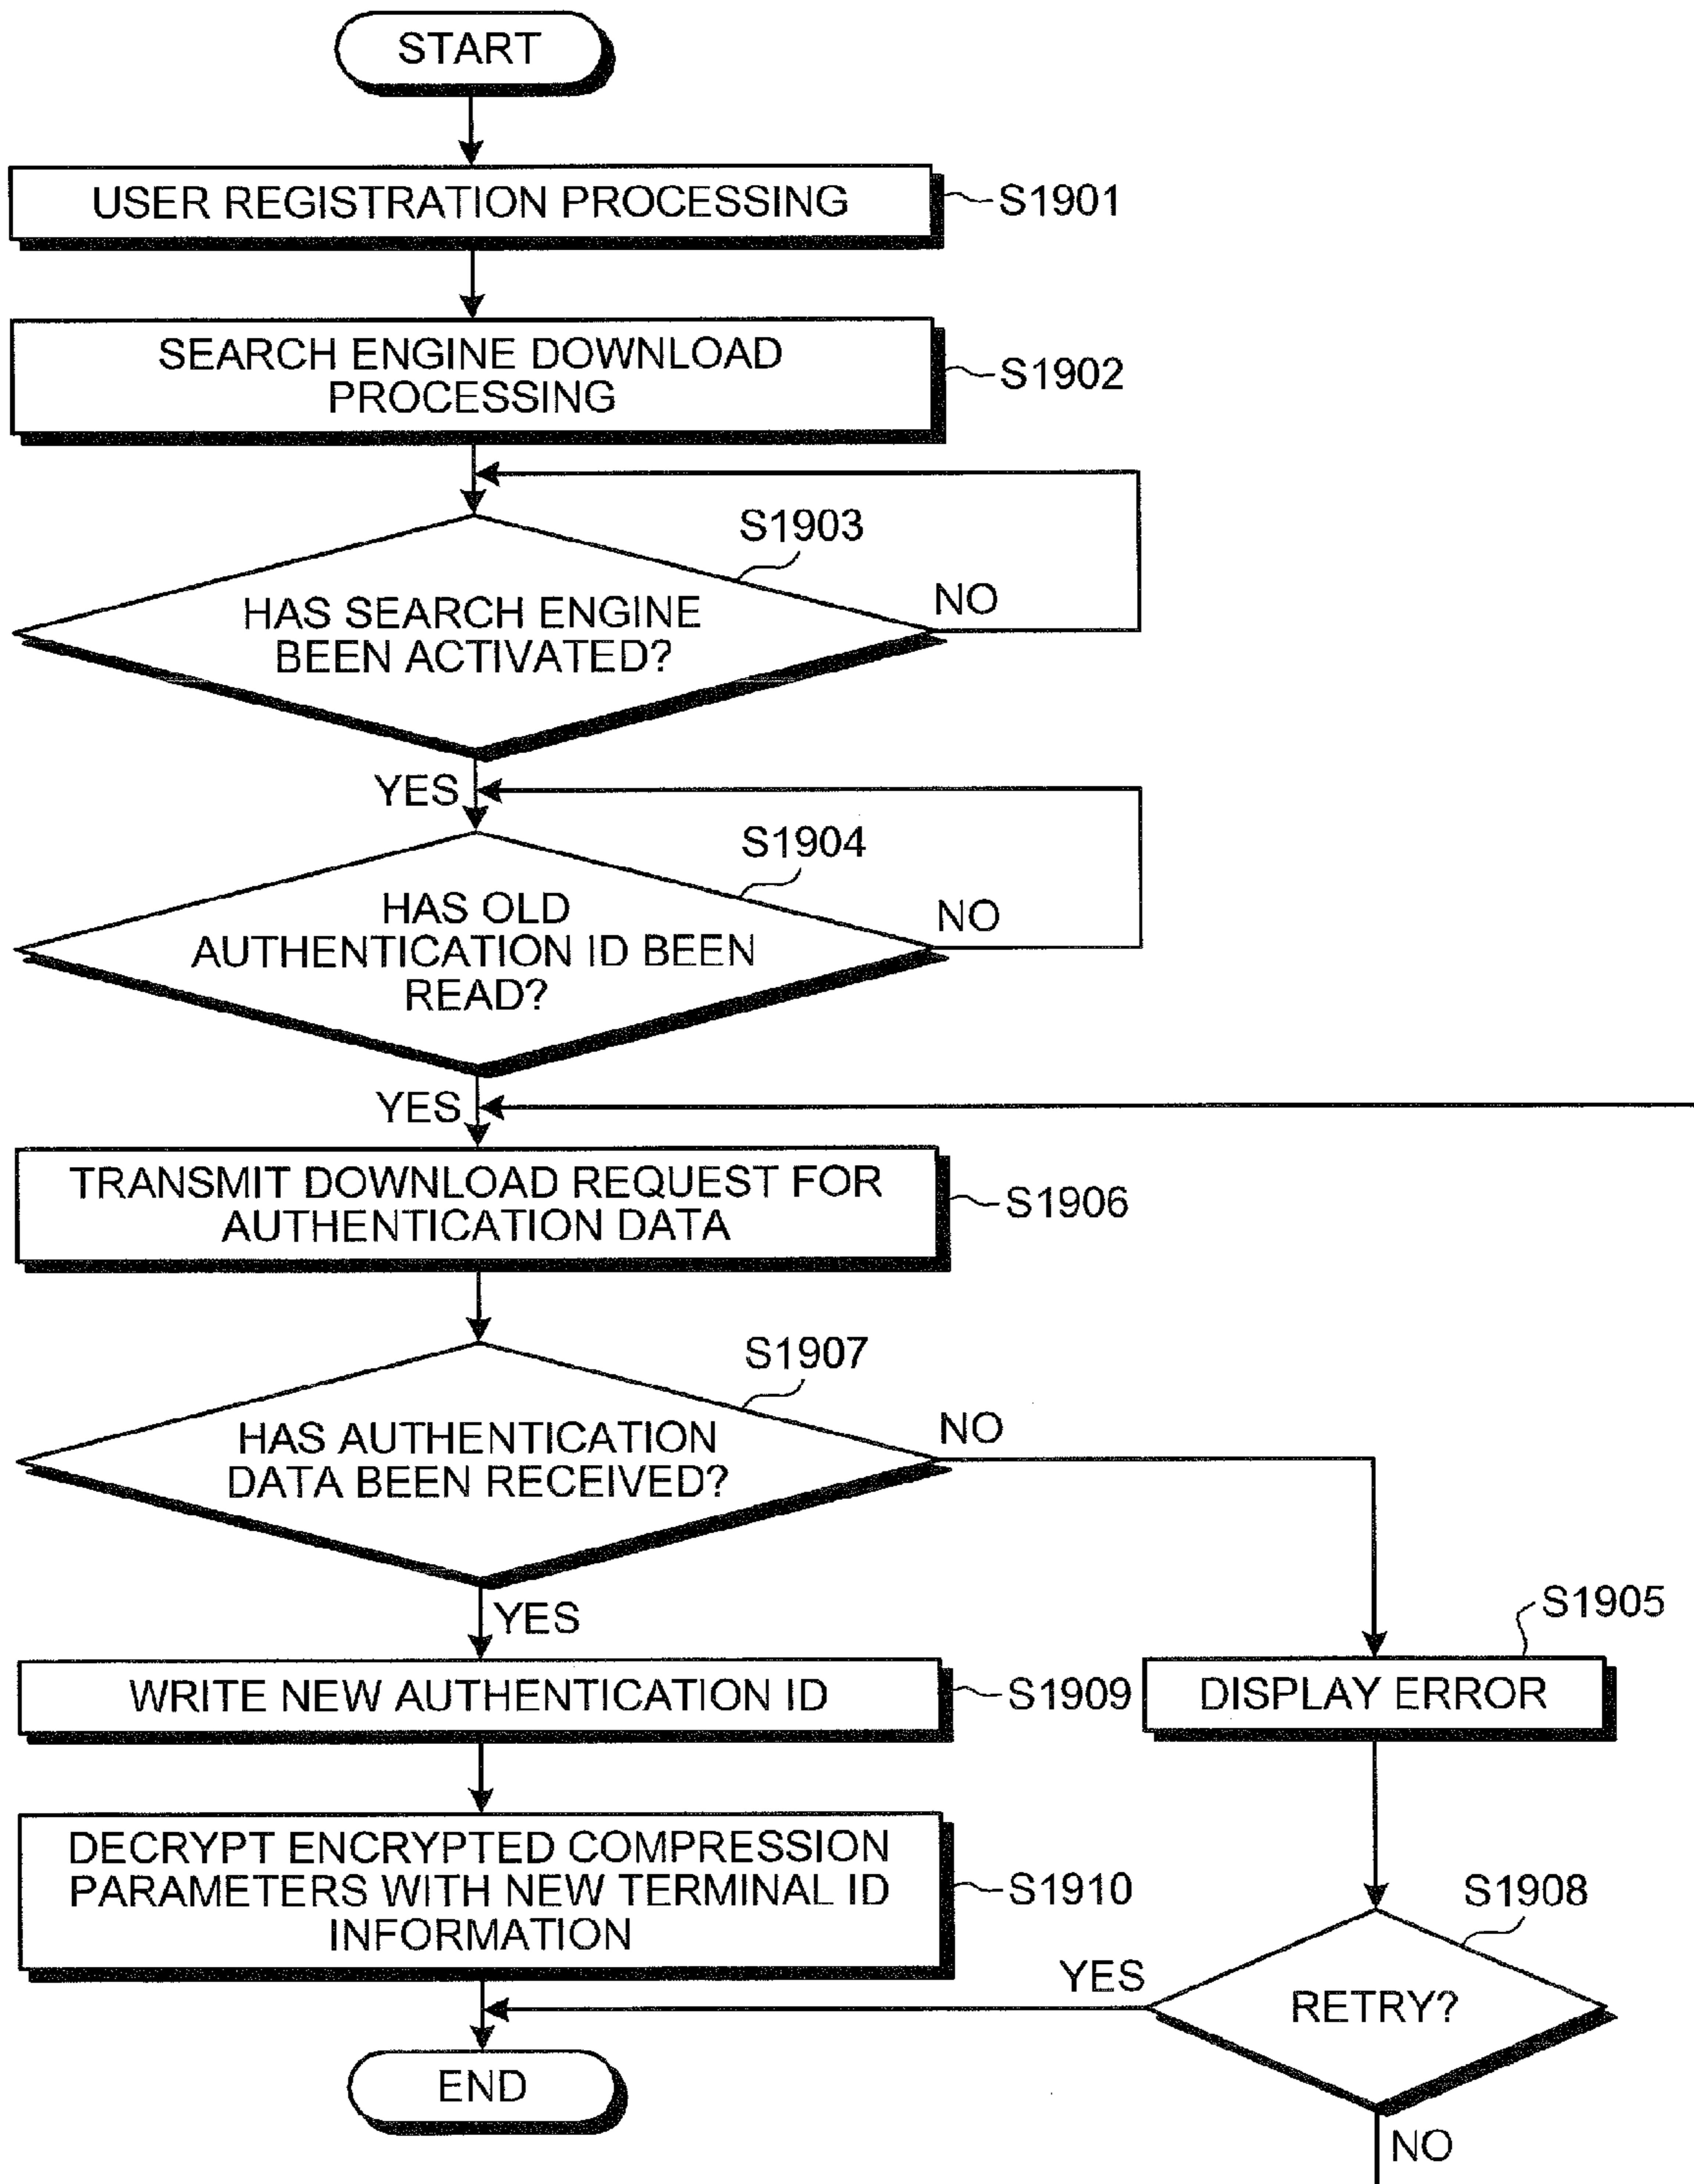 START
USER REGISTRATION PROCESSING
S1901
SEARCH ENGINE DOWNLOAD
PROCESSING
S1902
S1903
HAS SEARCH ENGINE
BEEN ACTIVATED?
NO
YES
S1904
HAS OLD
AUTHENTICATION ID BEEN
READ?
NO
YES
TRANSMIT DOWNLOAD REQUEST FOR
AUTHENTICATION DATA
S1906
S1907
HAS AUTHENTICATION
DATA BEEN RECEIVED?
NO
YES
S1905
WRITE NEW AUTHENTICATION ID
S1909
DISPLAY ERROR
DECRYPT ENCRYPTED COMPRESSION
PARAMETERS WITH NEW TERMINAL ID
INFORMATION
S1910
S1908
YES
RETRY?
END
NO